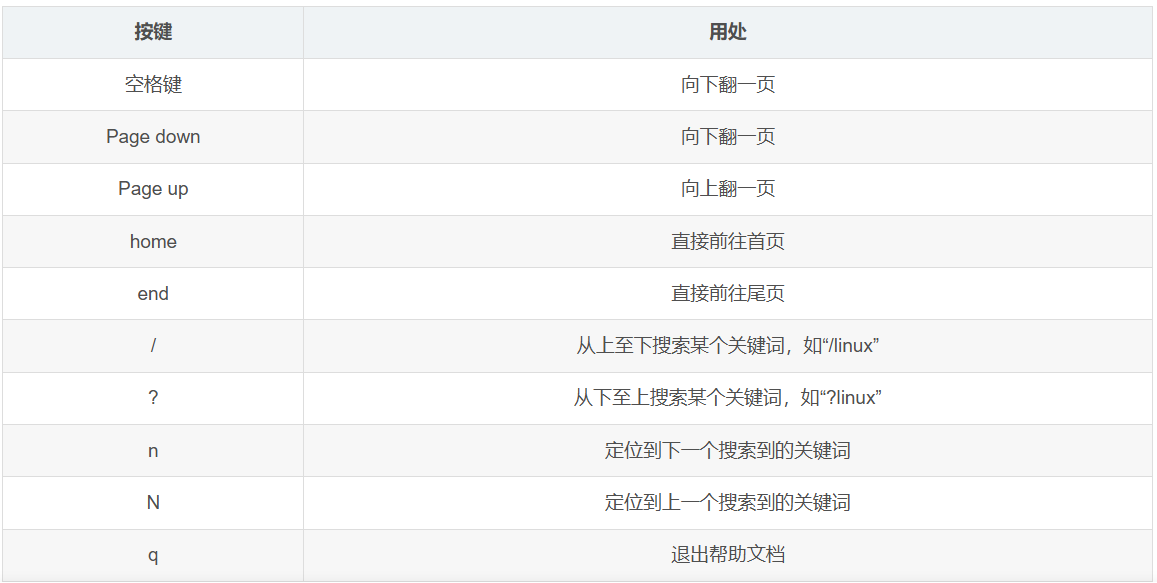 按键 用处
空格键 向下翻一页
Page down 向下翻一页
Page up 向上翻一页
home 直接前往首页
end 直接前往尾页
/ 从上至下搜索某个关键词，如“/linux”
? 从下至上搜索某个关键词，如“?linux”
n 定位到下一个搜索到的关键词
N 定位到上一个搜索到的关键词
q 退出帮助文档